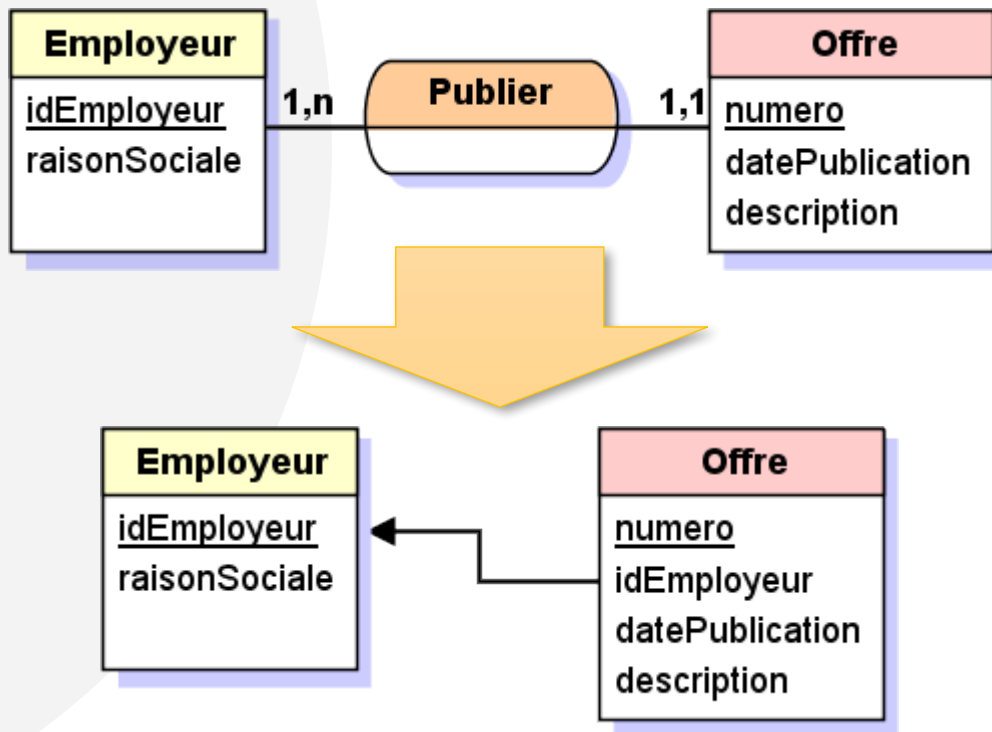 Employeur
idEmployeur
raisonSociale
1,n
Publier
1,1
Offre
numero
datePublication
description
Employeur
idEmployeur
raisonSociale
Offre
numero
idEmployeur
datePublication
description